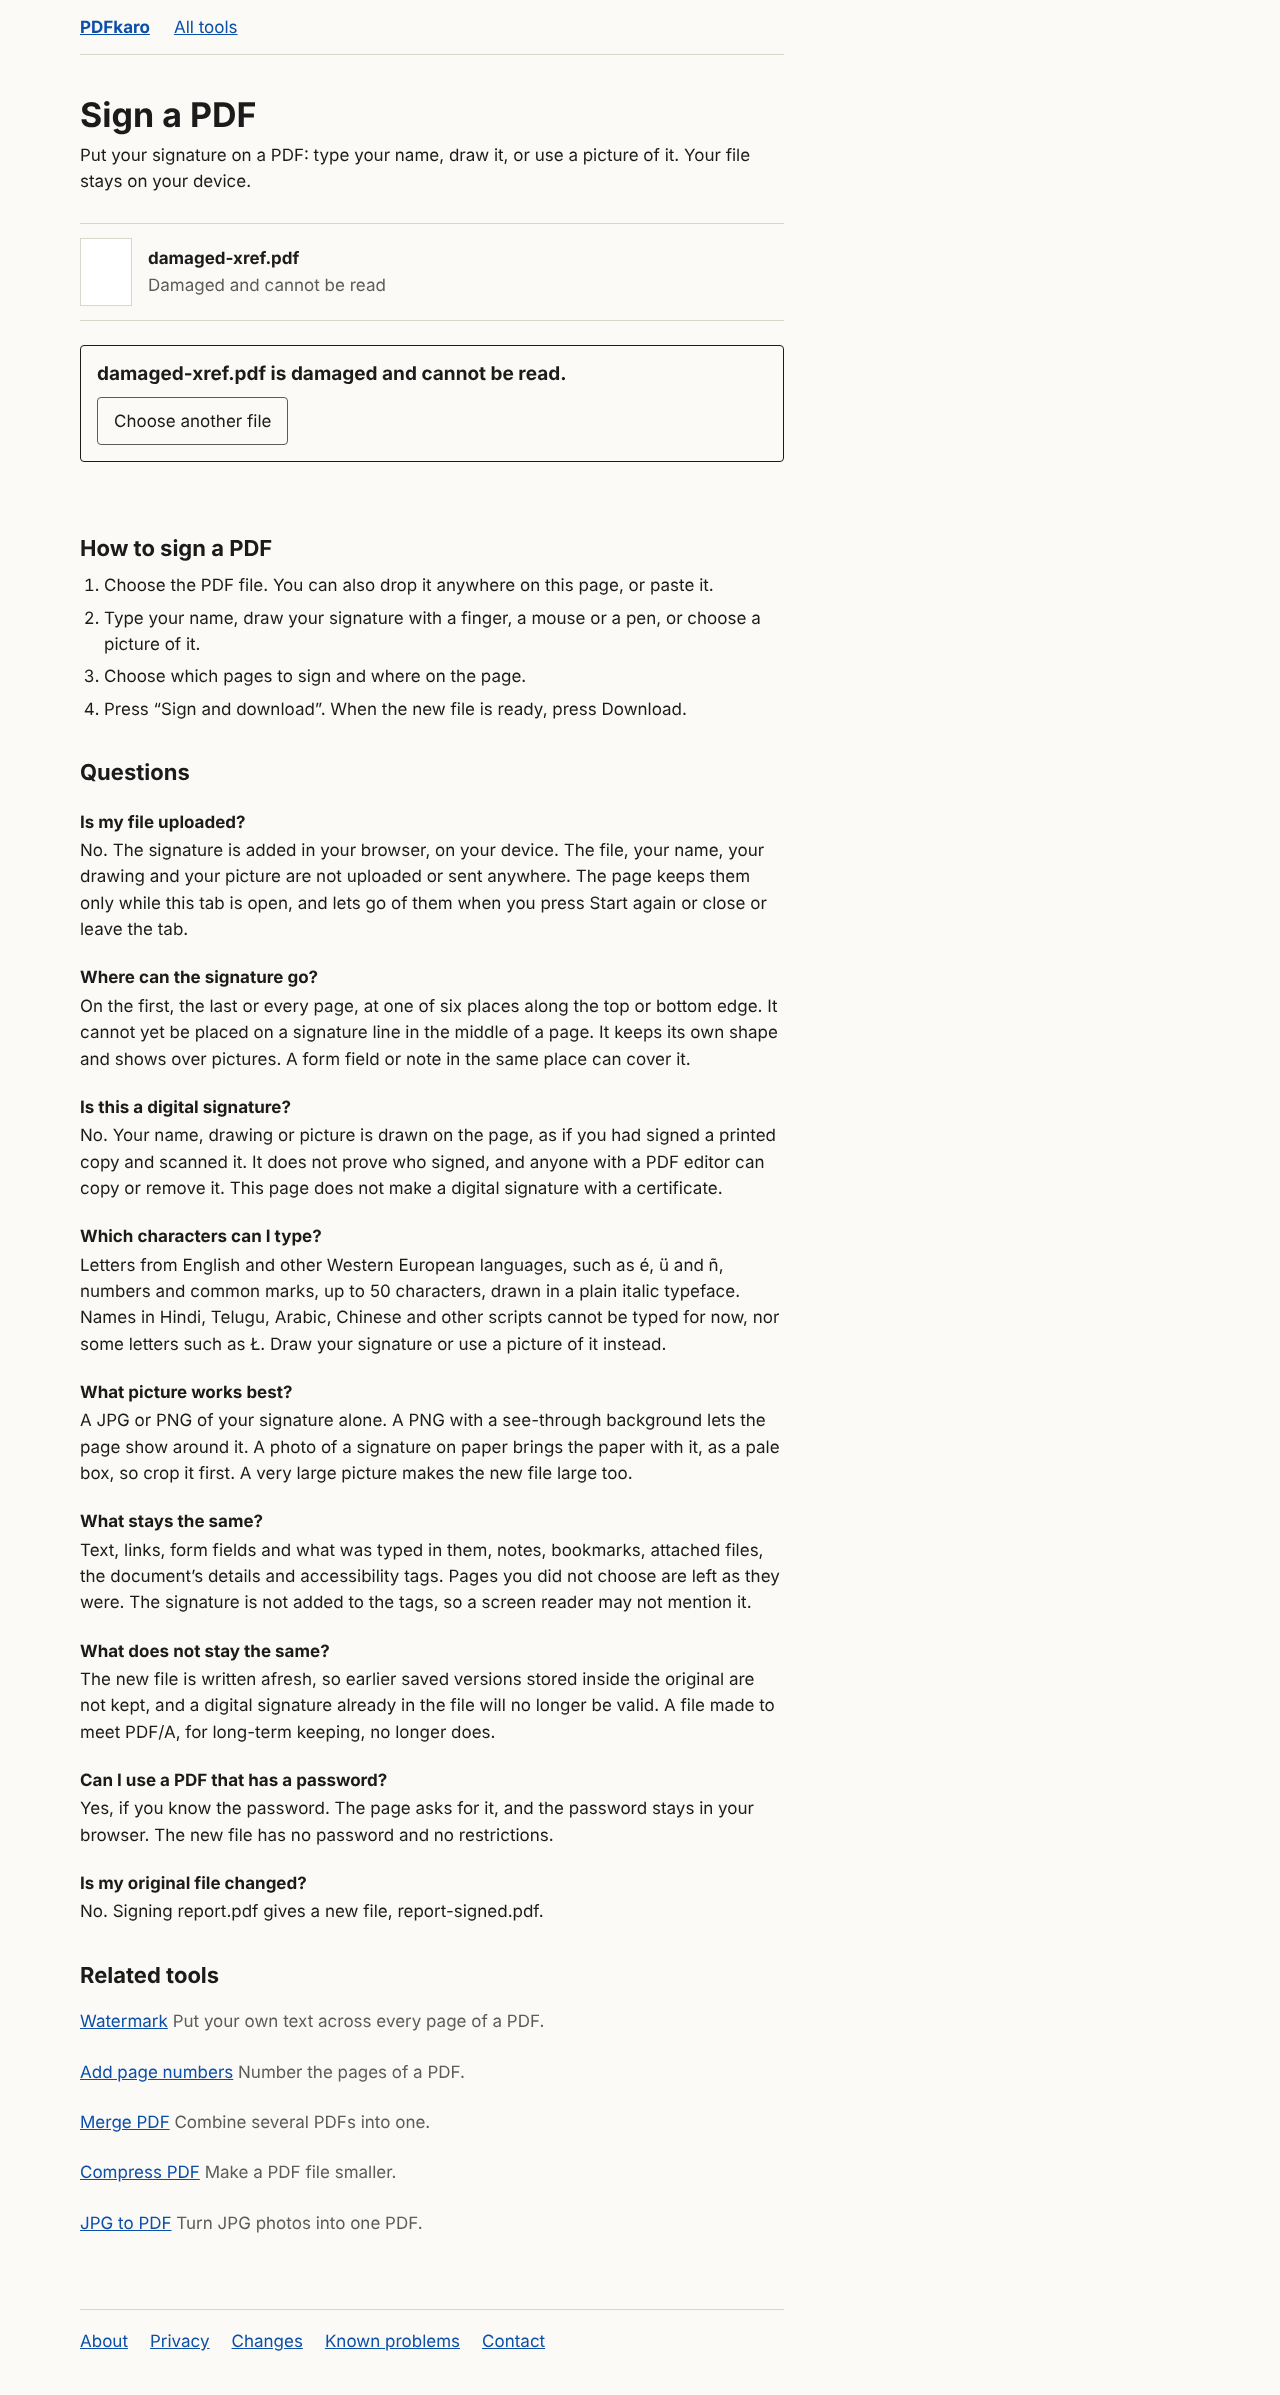 PDFkaro All tools
Sign a PDF
Put your signature on a PDF: type your name, draw it, or use a picture of it. Your file
stays on your device.
damaged-xref.pdf
Damaged and cannot be read
damaged-xref.pdf is damaged and cannot be read.
Choose another file
How to sign a PDF
1. Choose the PDF file. You can also drop it anywhere on this page, or paste it.
2. Type your name, draw your signature with a finger, a mouse or a pen, or choose a
picture of it.
3. Choose which pages to sign and where on the page.
4. Press “Sign and download”. When the new file is ready, press Download.
Questions
Is my file uploaded?
No. The signature is added in your browser, on your device. The file, your name, your
drawing and your picture are not uploaded or sent anywhere. The page keeps them
only while this tab is open, and lets go of them when you press Start again or close or
leave the tab.
Where can the signature go?
On the first, the last or every page, at one of six places along the top or bottom edge. It
cannot yet be placed on a signature line in the middle of a page. It keeps its own shape
and shows over pictures. A form field or note in the same place can cover it.
Is this a digital signature?
No. Your name, drawing or picture is drawn on the page, as if you had signed a printed
copy and scanned it. It does not prove who signed, and anyone with a PDF editor can
copy or remove it. This page does not make a digital signature with a certificate.
Which characters can I type?
Letters from English and other Western European languages, such as é, ü and ñ,
numbers and common marks, up to 50 characters, drawn in a plain italic typeface.
Names in Hindi, Telugu, Arabic, Chinese and other scripts cannot be typed for now, nor
some letters such as Ł. Draw your signature or use a picture of it instead.
What picture works best?
A JPG or PNG of your signature alone. A PNG with a see-through background lets the
page show around it. A photo of a signature on paper brings the paper with it, as a pale
box, so crop it first. A very large picture makes the new file large too.
What stays the same?
Text, links, form fields and what was typed in them, notes, bookmarks, attached files,
the document’s details and accessibility tags. Pages you did not choose are left as they
were. The signature is not added to the tags, so a screen reader may not mention it.
What does not stay the same?
The new file is written afresh, so earlier saved versions stored inside the original are
not kept, and a digital signature already in the file will no longer be valid. A file made to
meet PDF/A, for long-term keeping, no longer does.
Can I use a PDF that has a password?
Yes, if you know the password. The page asks for it, and the password stays in your
browser. The new file has no password and no restrictions.
Is my original file changed?
No. Signing report.pdf gives a new file, report-signed.pdf.
Related tools
Watermark Put your own text across every page of a PDF.
Add page numbers Number the pages of a PDF.
Merge PDF Combine several PDFs into one.
Compress PDF Make a PDF file smaller.
JPG to PDF Turn JPG photos into one PDF.
About Privacy Changes Known problems Contact